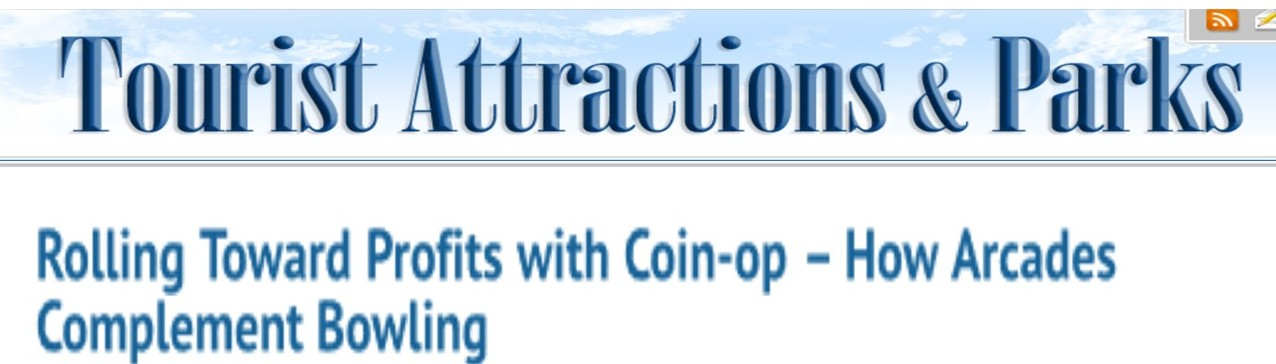 Tourist Attractions & Parks
Rolling Toward Profits with Coin-op – How Arcades
Complement Bowling